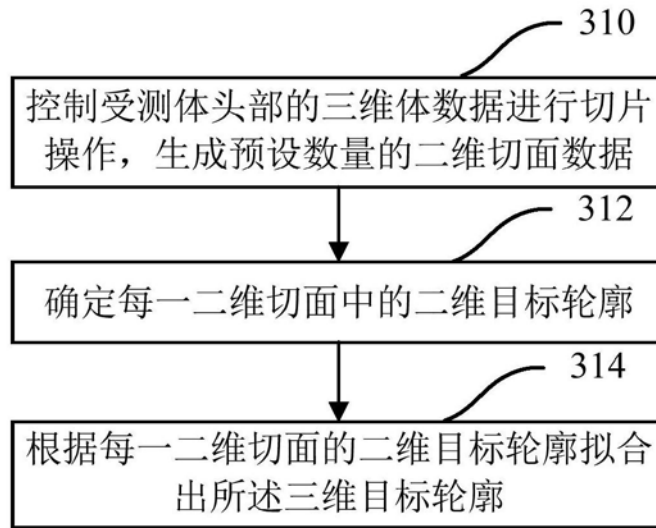 310
控制受测体头部的三维体数据进行切片
操作，生成预设数量的二维切面数据
312
确定每一二维切面中的二维目标轮廓
314
根据每一二维切面的二维目标轮廓拟合
出所述三维目标轮廓